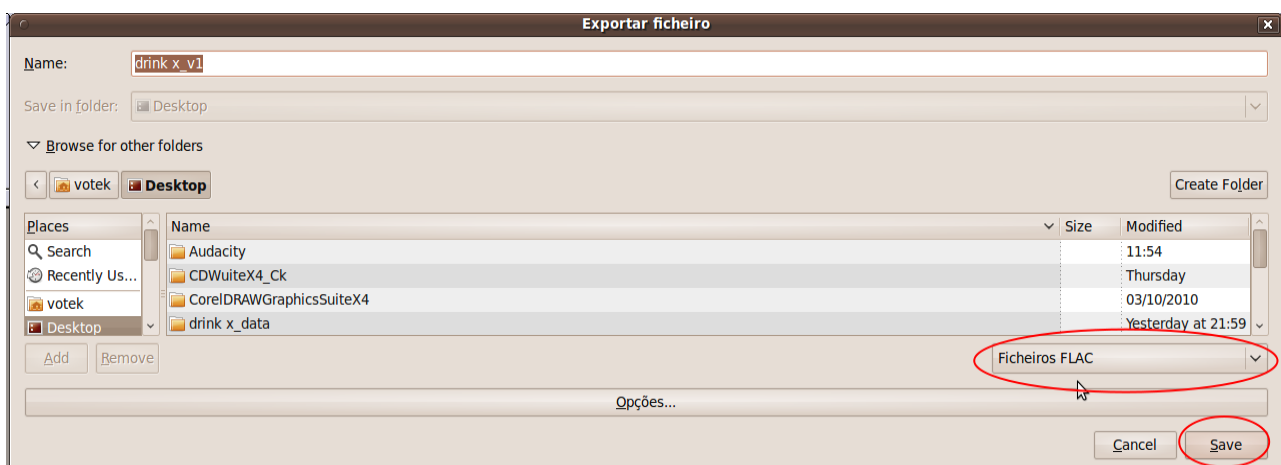 Exportar ficheiro
Name: drink x_v1
Save in folder: Desktop
Browse for other folders
votek Desktop Create Folder
Places Name Size Modified
Search Audacity 11:54
Recently Us... CDWuiteX4_Ck Thursday
votek CorelDRAWGraphicsSuiteX4 03/10/2010
Desktop drink x_data Yesterday at 21:59
Add Remove Ficheiros FLAC
Opções...
Cancel Save